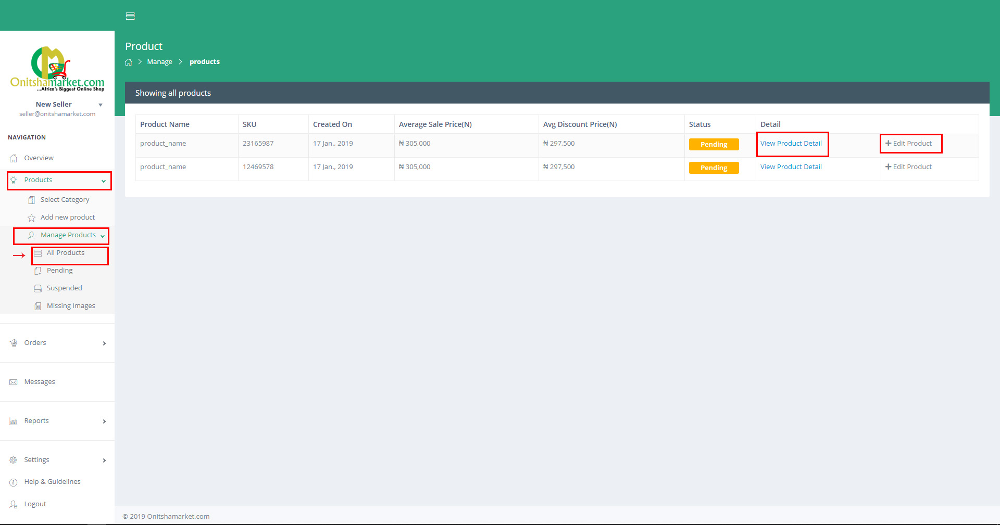 Onitshamarket.com
...Africa's Biggest Online Shop
New Seller
seller@onitshamarket.com
NAVIGATION
Overview
Products
Select Category
Add new product
Manage Products
All Products
Pending
Suspended
Missing Images
Orders
Messages
Reports
Settings
Help & Guidelines
Logout
Product
Manage products
Showing all products
Product Name SKU Created On Average Sale Price(N) Avg Discount Price(N) Status Detail
product_name 23165987 17 Jan., 2019 ₦ 305,000 ₦ 297,500 Pending View Product Detail Edit Product
product_name 12469578 17 Jan., 2019 ₦ 305,000 ₦ 297,500 Pending View Product Detail Edit Product
© 2019 Onitshamarket.com